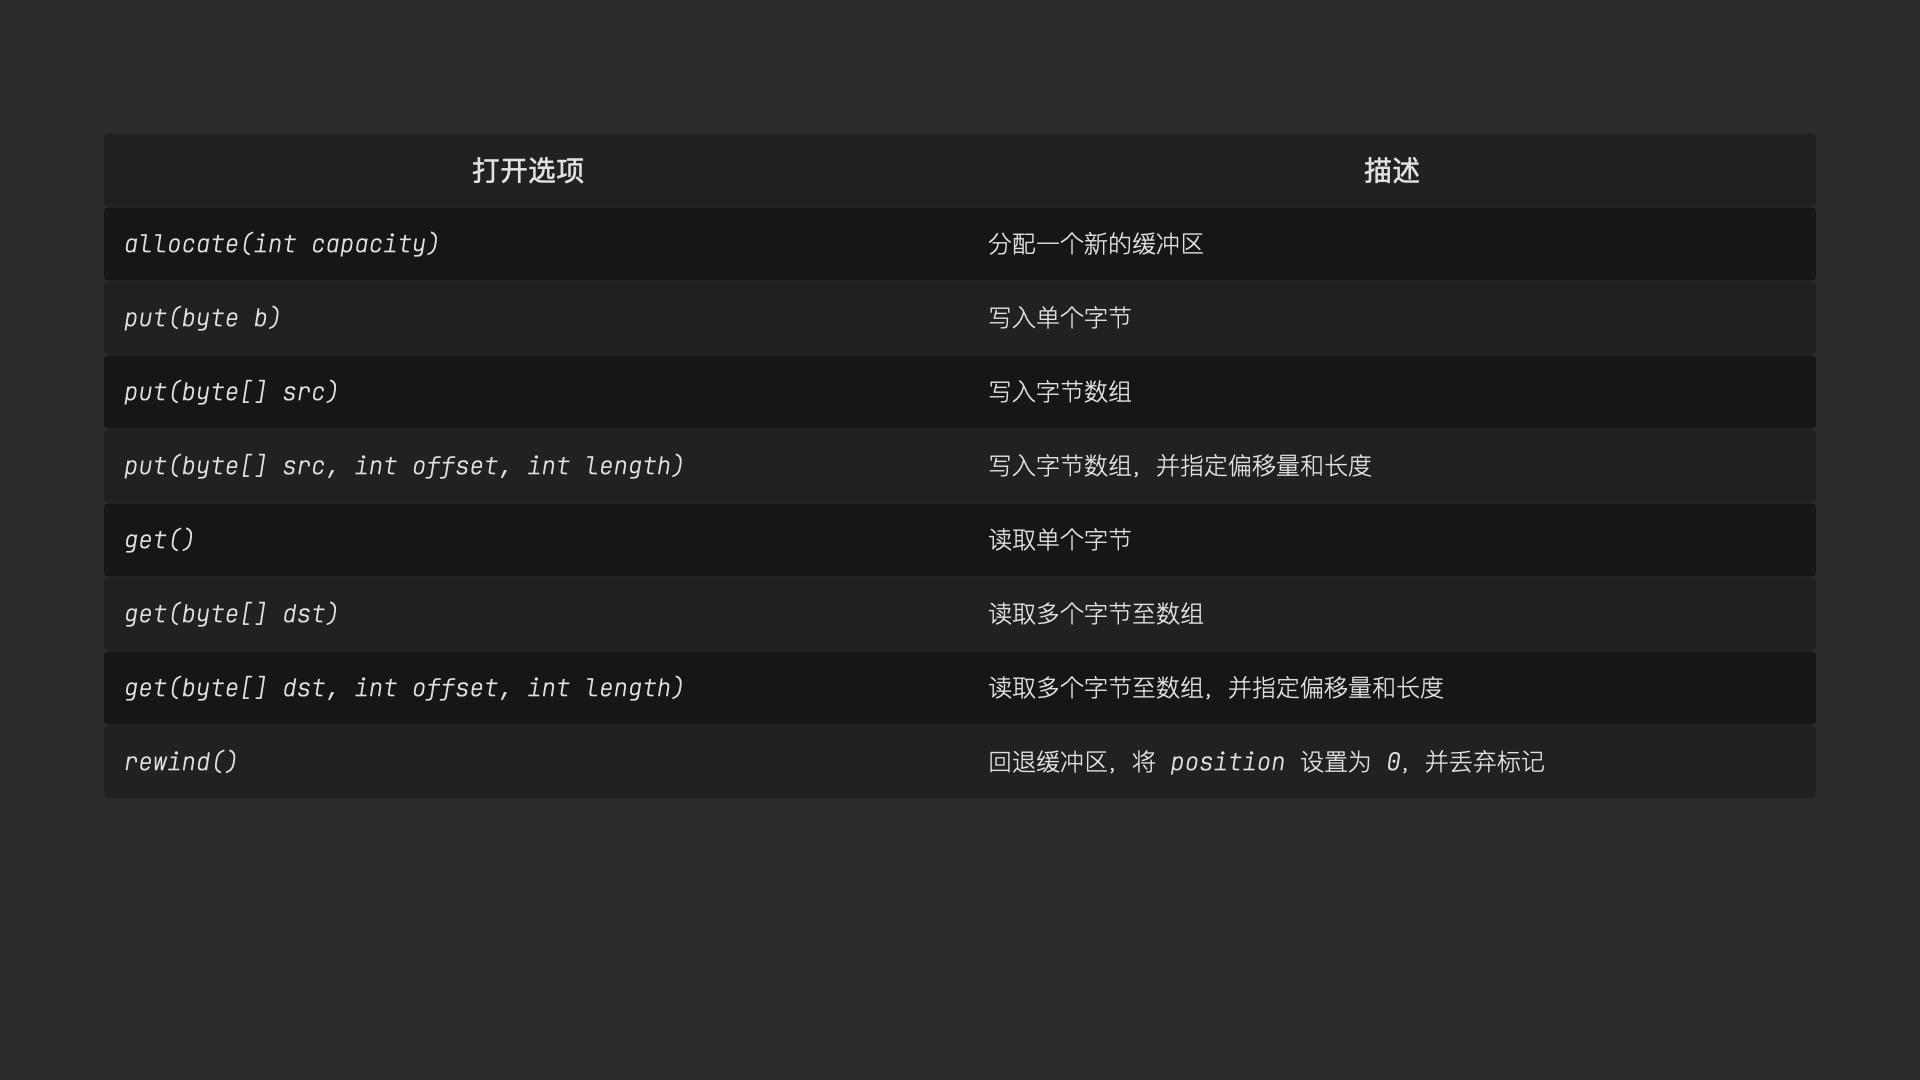 打开选项 描述
allocate(int capacity) 分配一个新的缓冲区
put(byte b) 写入单个字节
put(byte[] src) 写入字节数组
put(byte[] src, int offset, int length) 写入字节数组，并指定偏移量和长度
get() 读取单个字节
get(byte[] dst) 读取多个字节至数组
get(byte[] dst, int offset, int length) 读取多个字节至数组，并指定偏移量和长度
rewind() 回退缓冲区，将 position 设置为 0，并丢弃标记